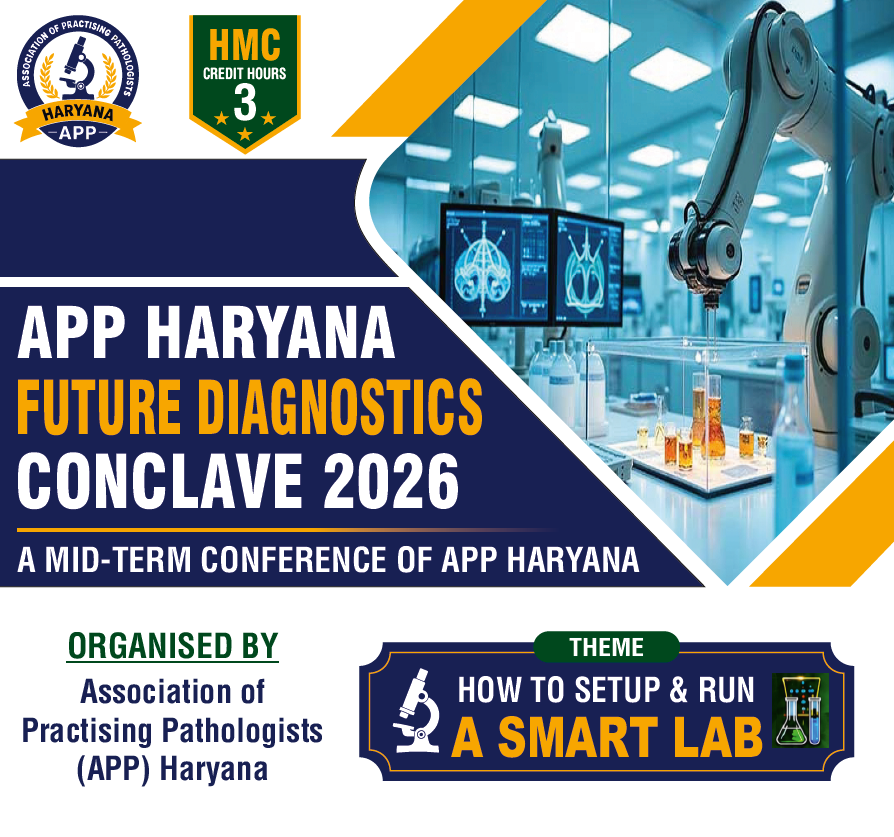 ASSOCIATION OF PRACTISING PATHOLOGISTS
HARYANA
APP
HMC
CREDIT HOURS
3
APP HARYANA
FUTURE DIAGNOSTICS
CONCLAVE 2026
A MID-TERM CONFERENCE OF APP HARYANA
ORGANISED BY
Association of
Practising Pathologists
(APP) Haryana
THEME
HOW TO SETUP & RUN
A SMART LAB